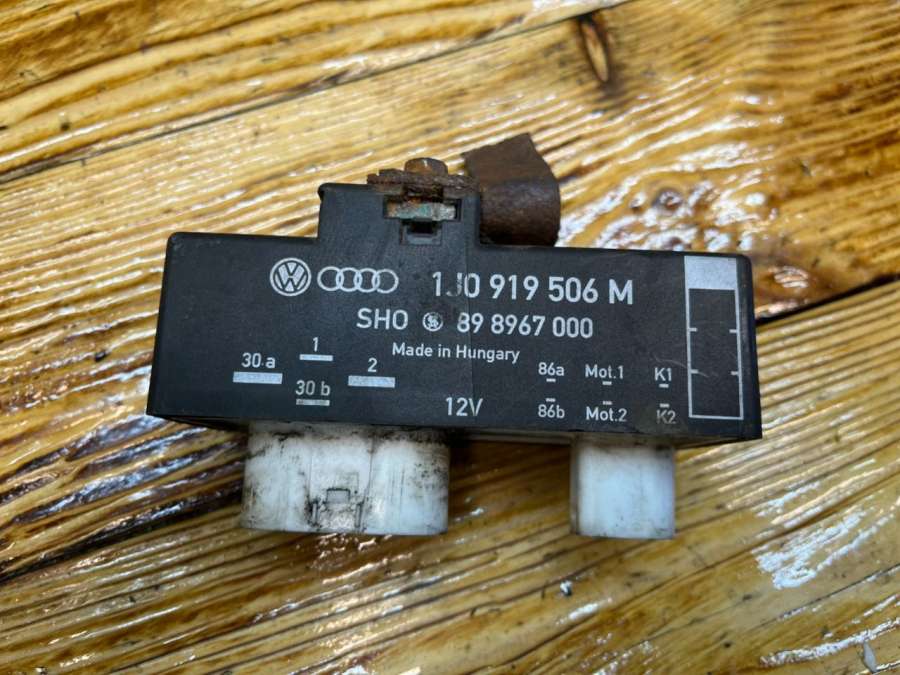 1J0 919 506 M
SHO 89 8967 000
Made in Hungary
30 a 1 2
30 b
12V
86a Mot.1 K1
86b Mot.2 K2